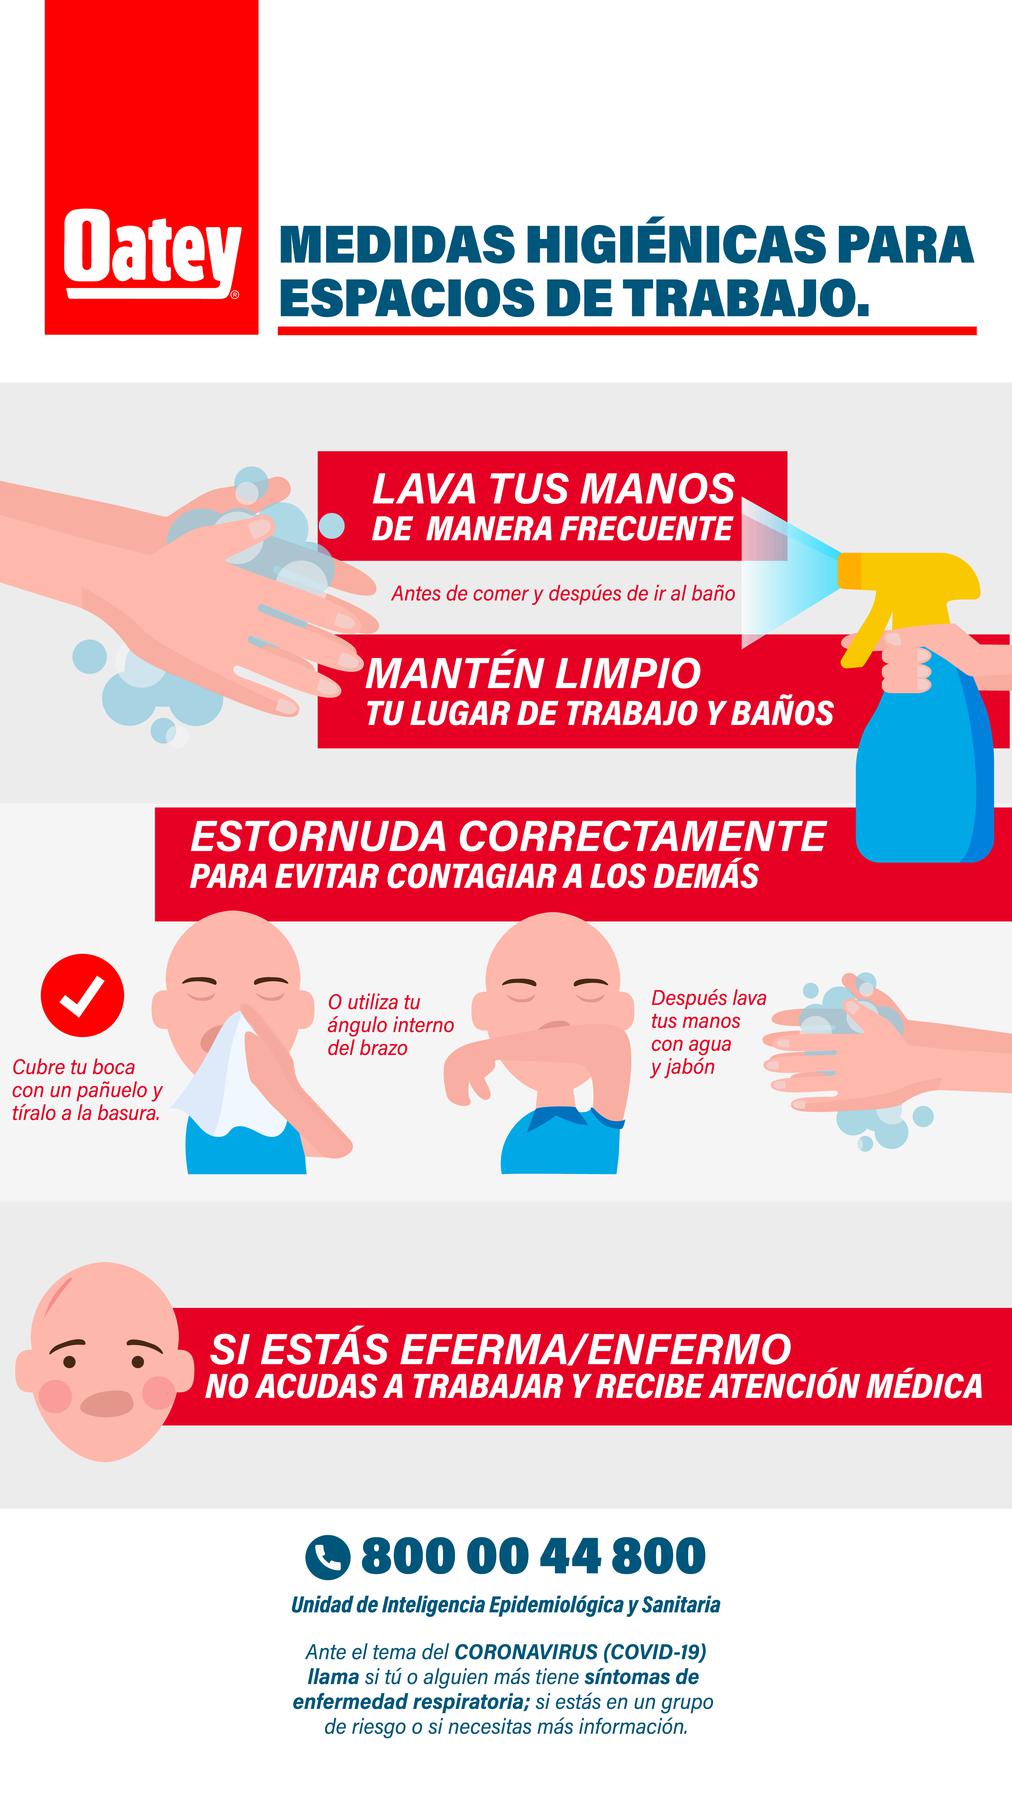 Oatey®
MEDIDAS HIGIÉNICAS PARA
ESPACIOS DE TRABAJO.
LAVA TUS MANOS
DE MANERA FRECUENTE
Antes de comer y despúes de ir al baño
MANTÉN LIMPIO
TU LUGAR DE TRABAJO Y BAÑOS
ESTORNUDA CORRECTAMENTE
PARA EVITAR CONTAGIAR A LOS DEMÁS
Cubre tu boca
con un pañuelo y
tíralo a la basura.
O utiliza tu
ángulo interno
del brazo
Después lava
tus manos
con agua
y jabón
SI ESTÁS EFERMA/ENFERMO
NO ACUDAS A TRABAJAR Y RECIBE ATENCIÓN MÉDICA
800 00 44 800
Unidad de Inteligencia Epidemiológica y Sanitaria
Ante el tema del CORONAVIRUS (COVID-19)
llama si tú o alguien más tiene síntomas de
enfermedad respiratoria; si estás en un grupo
de riesgo o si necesitas más información.